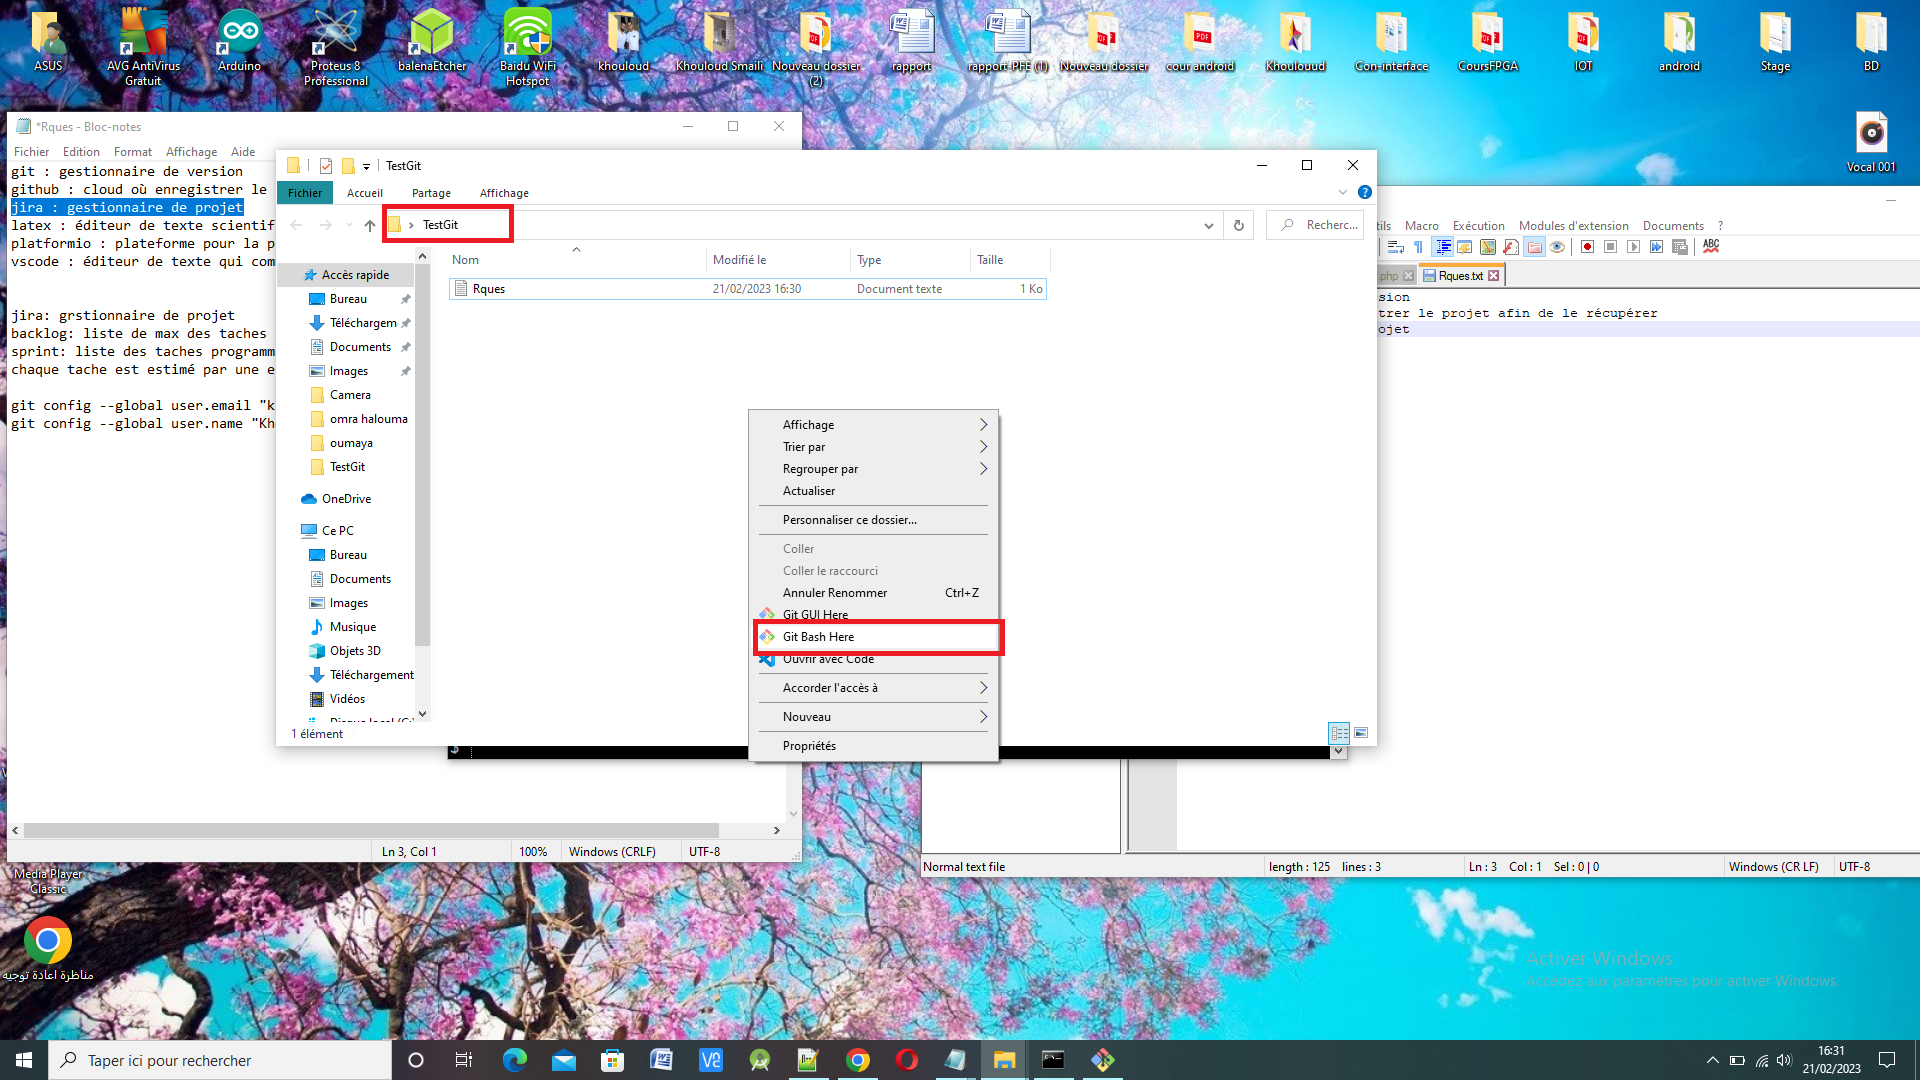 ASUS
AVG AntiVirus
Gratuit
Arduino
Proteus 8
Professional
balenaEtcher
Baidu WiFi
Hotspot
khouloud
Khouloud Smaili
Nouveau dossier
(2)
rapport
rapport-PFE (1)
Nouveau dossier
cour android
Khoulouud
Con-interface
CoursFPGA
IOT
android
Stage
BD
Vocal 001
*Rques - Bloc-notes
Fichier Edition Format Affichage Aide
git : gestionnaire de version
github : cloud où enregistrer le
jira : gestionnaire de projet
latex : éditeur de texte scientif
platformio : plateforme pour la p
vscode : éditeur de texte qui com
jira: grstionnaire de projet
backlog: liste de max des taches
sprint: liste des taches programm
chaque tache est estimé par une e
git config --global user.email "k
git config --global user.name "Kh
Ln 3, Col 1 100% Windows (CRLF) UTF-8
TestGit
Fichier Accueil Partage Affichage
TestGit
Recherc...
Nom Modifié le Type Taille
Rques 21/02/2023 16:30 Document texte 1 Ko
Accès rapide
Bureau
Téléchargem
Documents
Images
Camera
omra halouma
oumaya
TestGit
OneDrive
Ce PC
Bureau
Documents
Images
Musique
Objets 3D
Téléchargement
Vidéos
1 élément
Affichage
Trier par
Regrouper par
Actualiser
Personnaliser ce dossier...
Coller
Coller le raccourci
Annuler Renommer Ctrl+Z
Git GUI Here
Git Bash Here
Ouvrir avec Code
Accorder l'accès à
Nouveau
Propriétés
$
tils Macro Exécution Modules d'extension Documents ?
ABC
.php Rques.txt
sion
trer le projet afin de le récupérer
ojet
Normal text file length : 125 lines : 3 Ln : 3 Col : 1 Sel : 0 | 0 Windows (CR LF) UTF-8
Media Player
Classic
مناظرة اعادة توجيه
Activer Windows
Accédez aux paramètres pour activer Windows.
Taper ici pour rechercher
16:31
21/02/2023